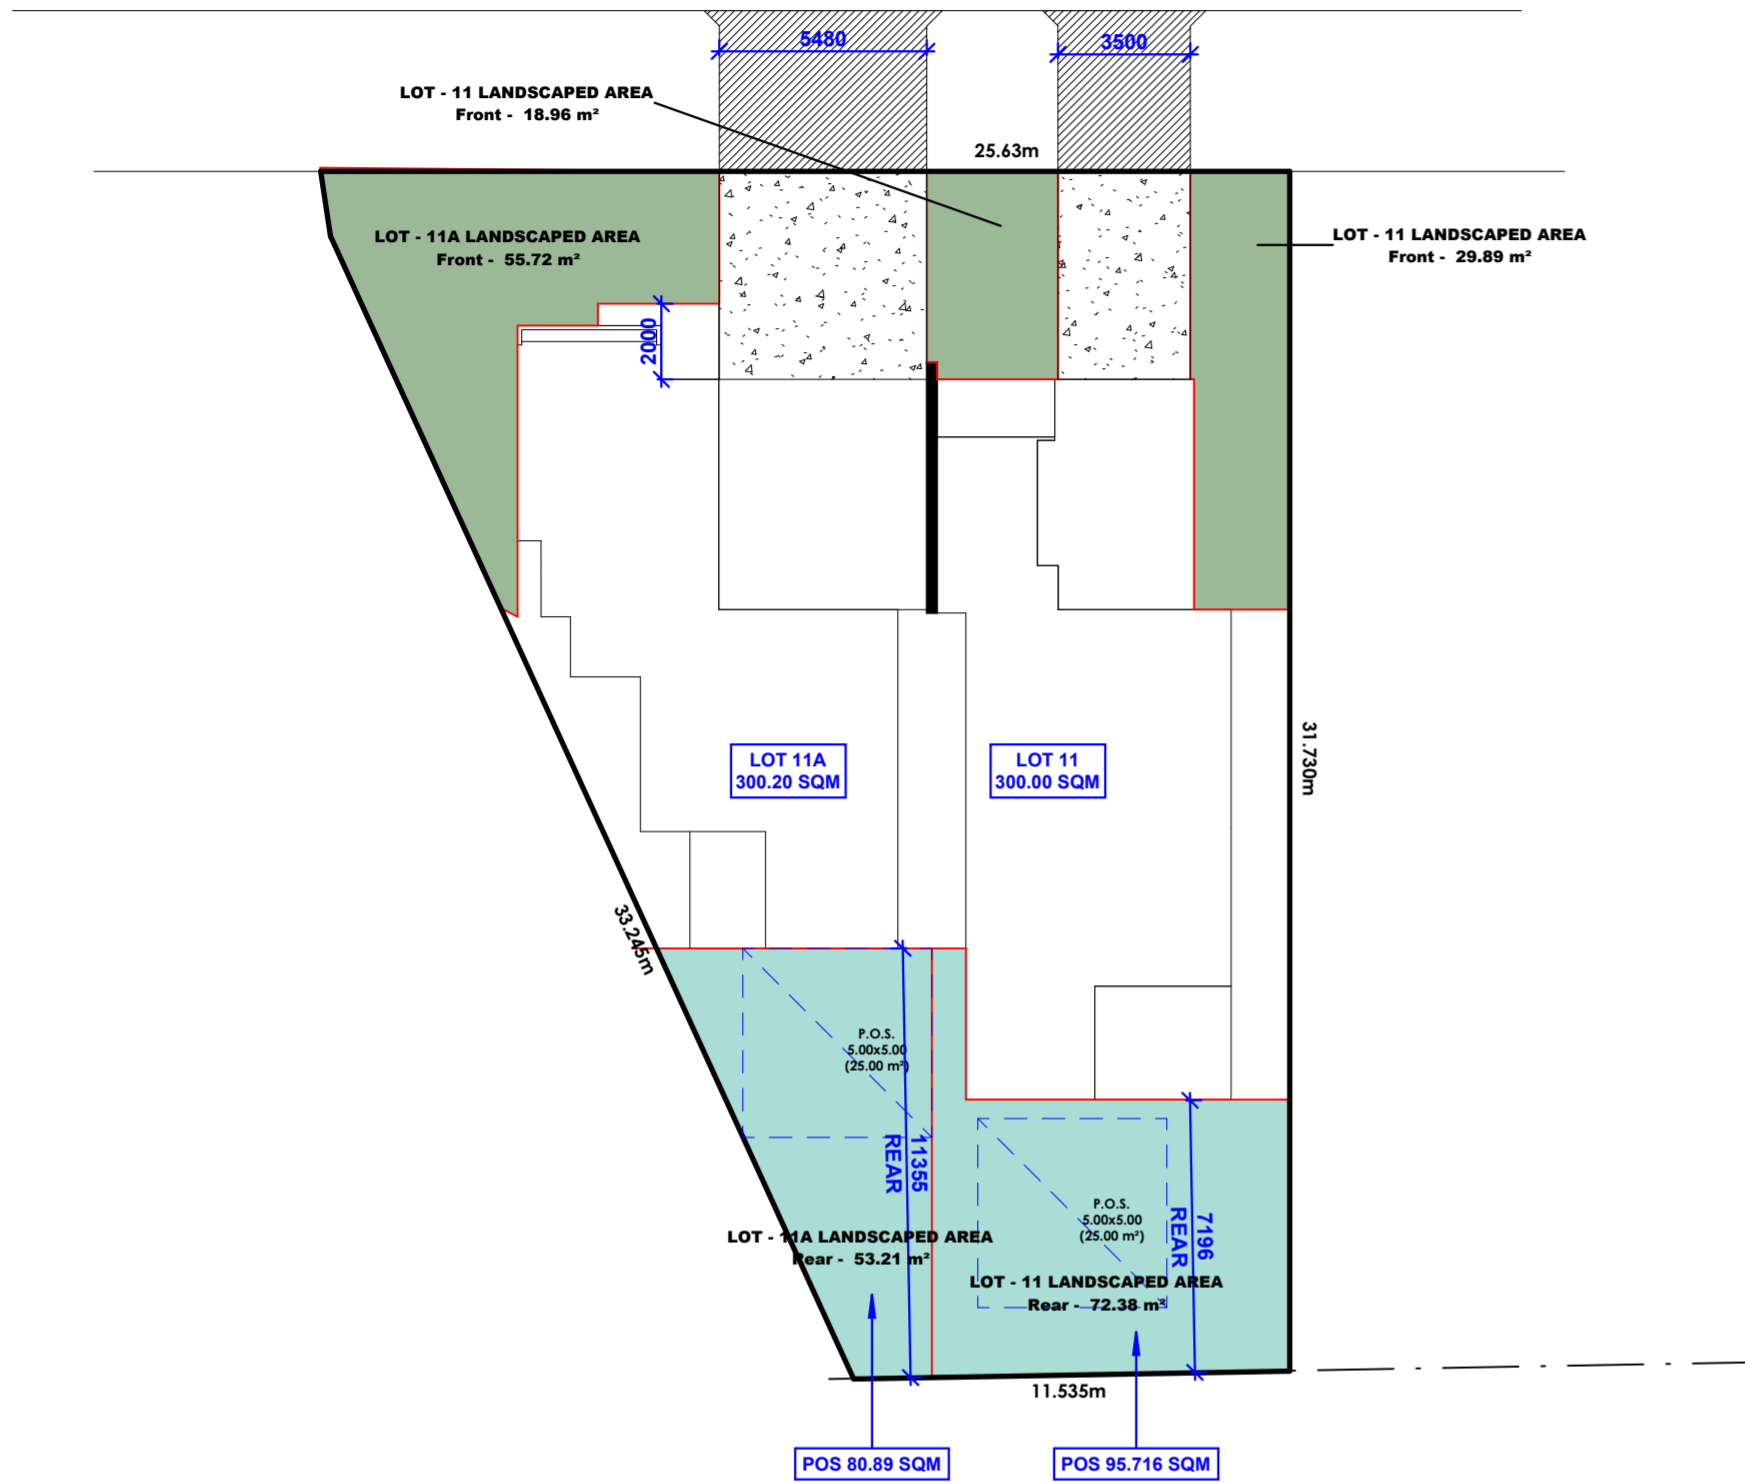 5480
3500
LOT - 11 LANDSCAPED AREA
Front - 18.96 m²
25.63m
LOT - 11A LANDSCAPED AREA
Front - 55.72 m²
LOT - 11 LANDSCAPED AREA
Front - 29.89 m²
2000
LOT 11A
300.20 SQM
LOT 11
300.00 SQM
31.730m
33.245m
P.O.S.
5.00x5.00
(25.00 m²)
11355
REAR
P.O.S.
5.00x5.00
(25.00 m²)
7196
REAR
LOT - 11A LANDSCAPED AREA
Rear - 53.21 m²
LOT - 11 LANDSCAPED AREA
Rear - 72.38 m²
11.535m
POS 80.89 SQM
POS 95.716 SQM